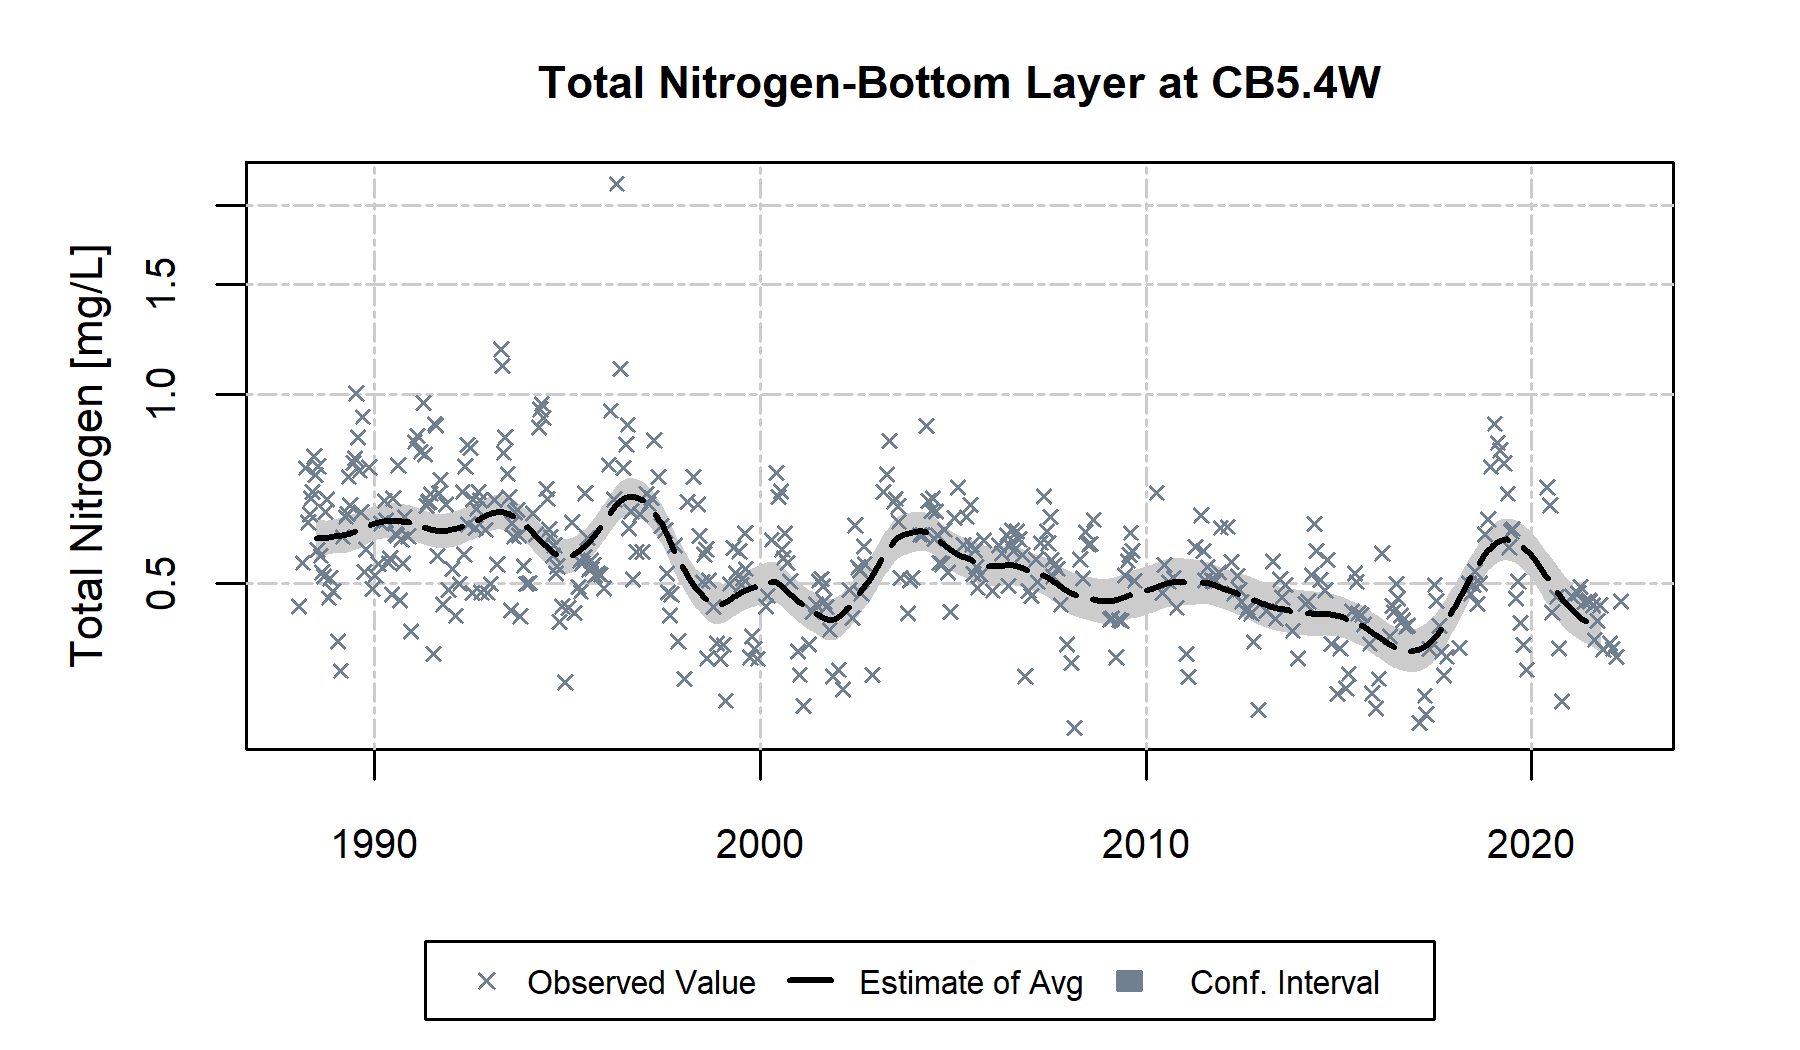 Total Nitrogen-Bottom Layer at CB5.4W
Total Nitrogen [mg/L]
1.5
1.0
0.5
1990 2000 2010 2020
Observed Value Estimate of Avg Conf. Interval